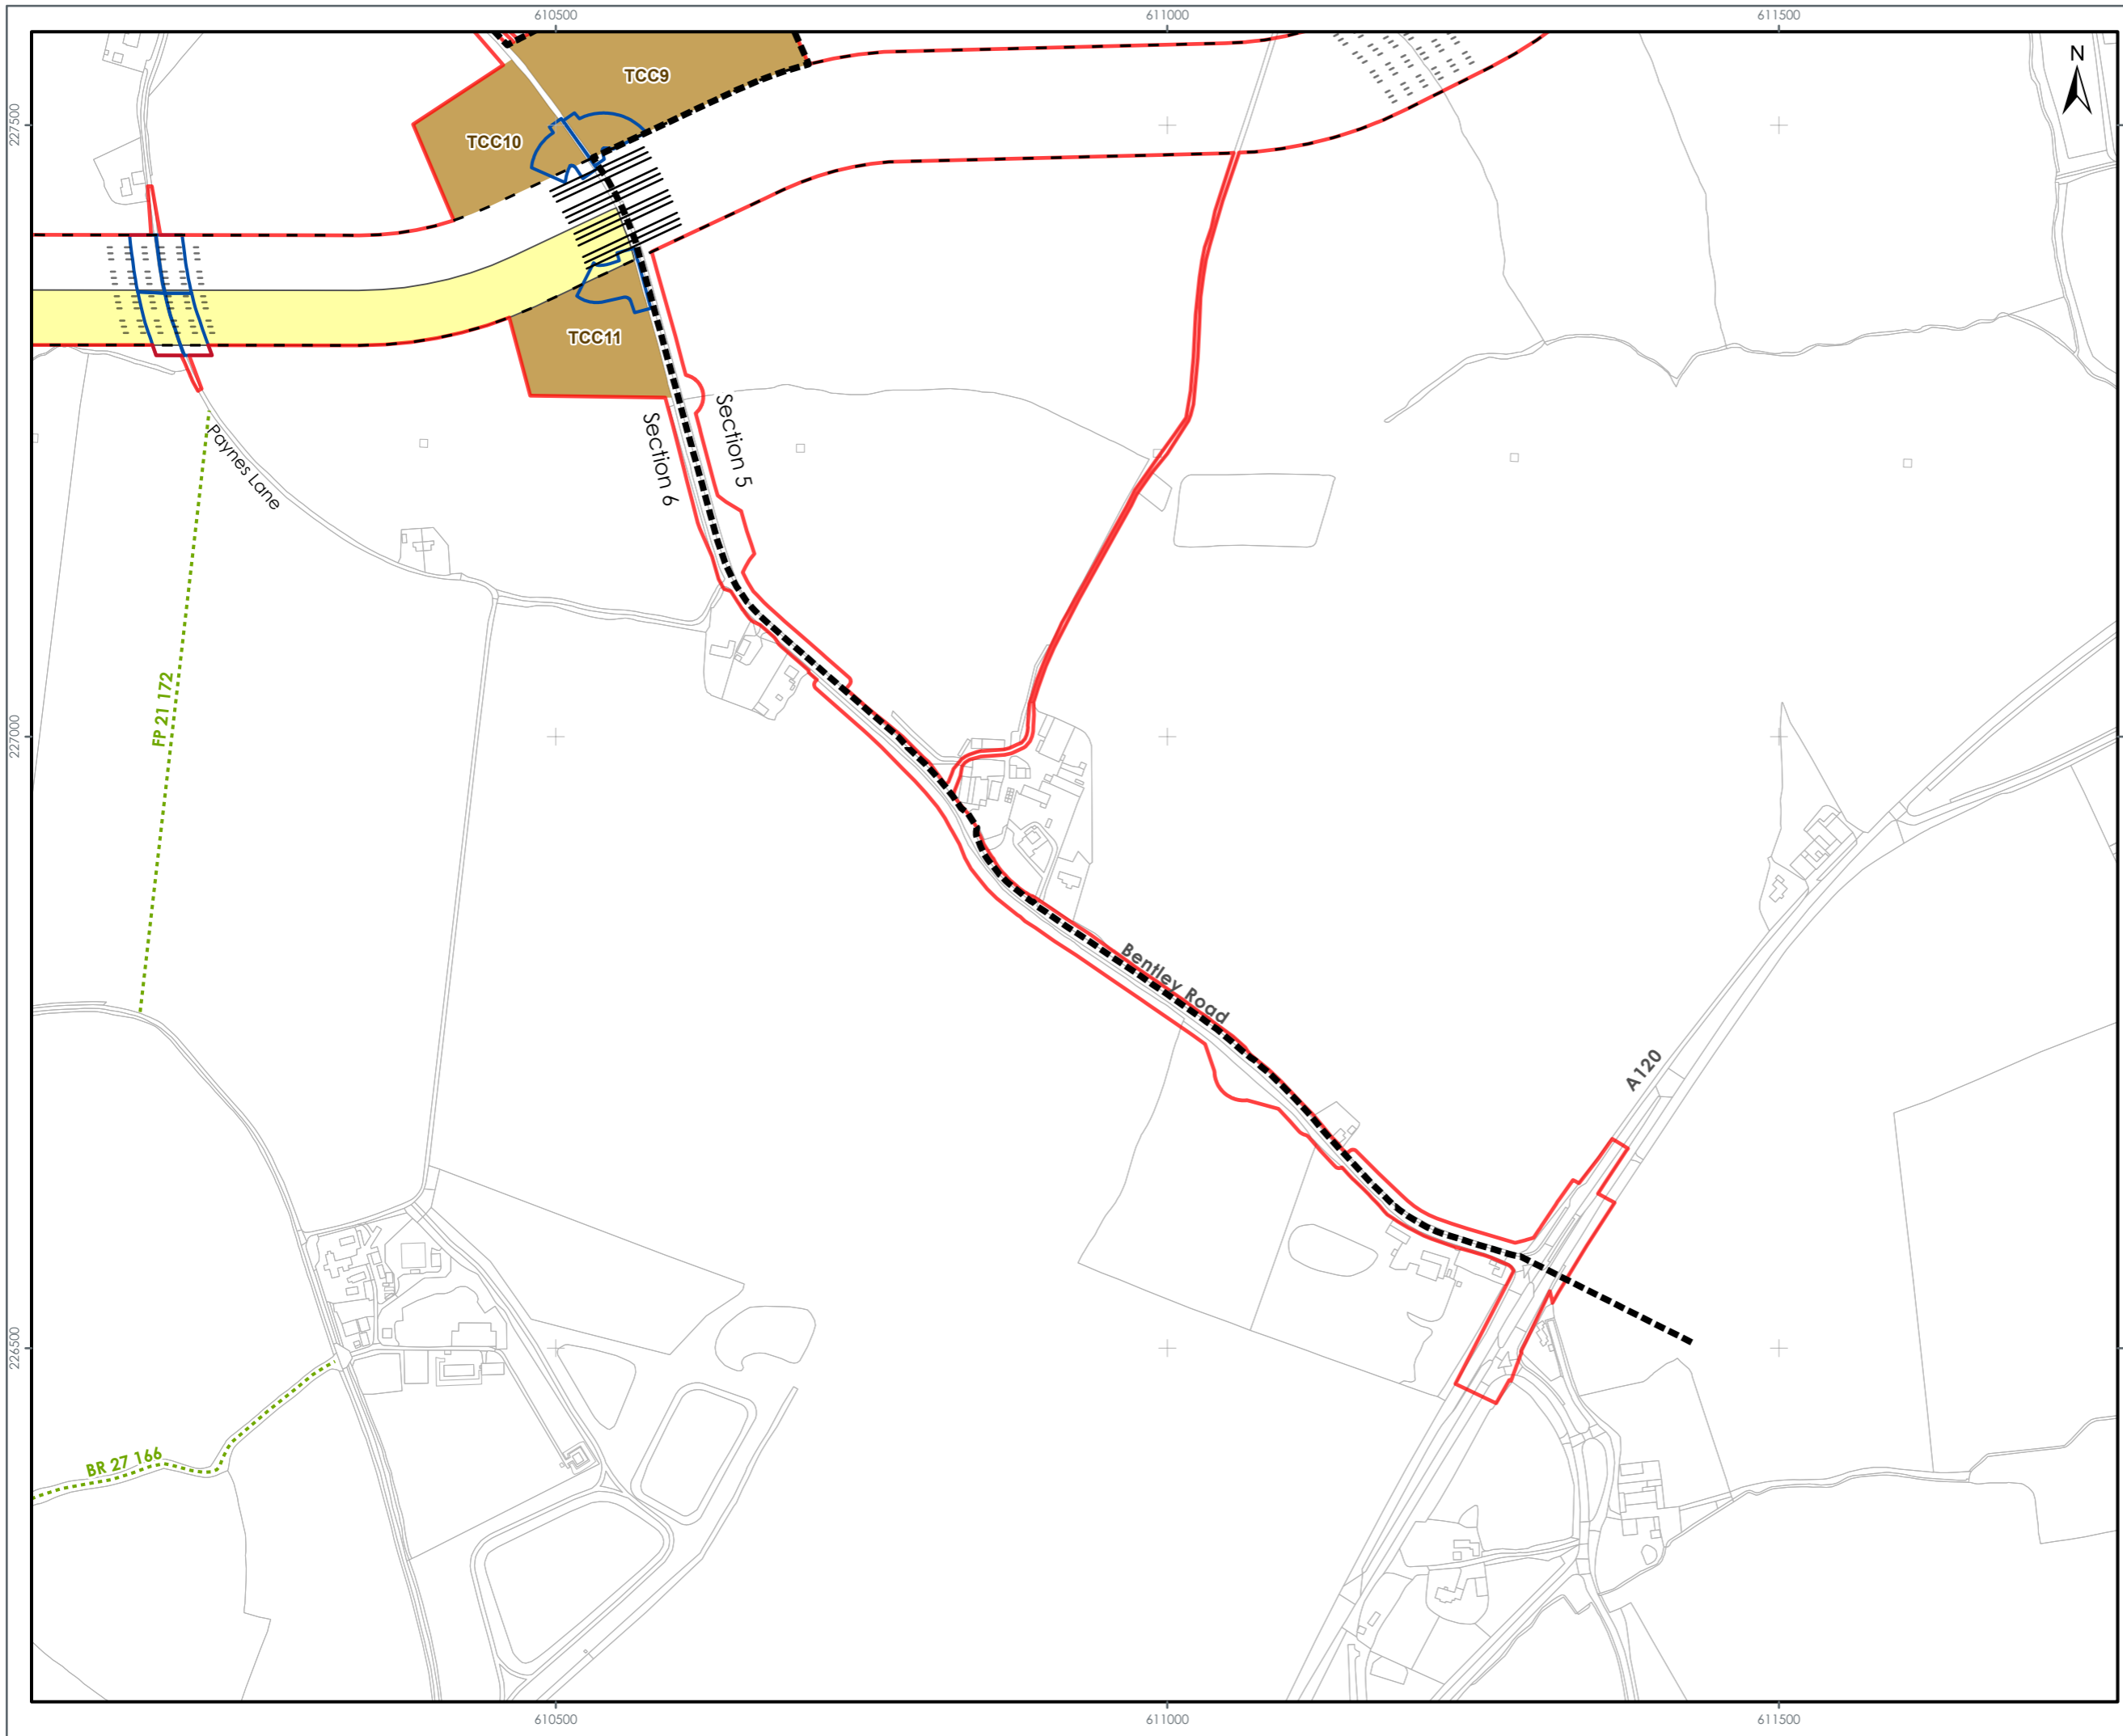 610500
611000
611500
N
TCC9
227500
TCC10
TCC11
Section 5
Section 6
Paynes Lane
FP 21 172
227000
Bentley Road
A120
226500
BR 27 166
610500
611000
611500